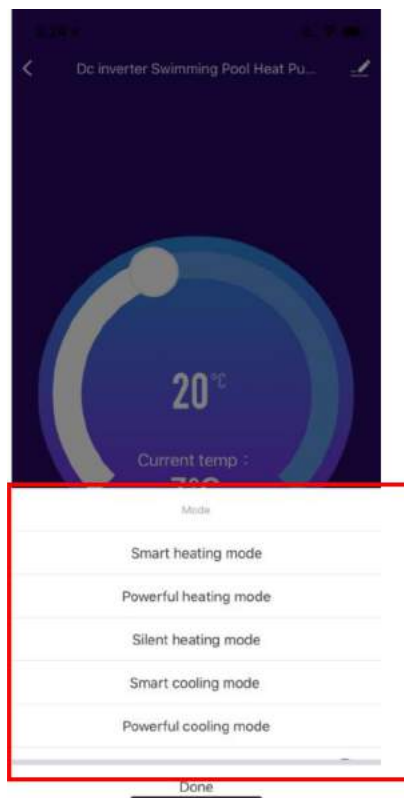 Dc inverter Swimming Pool Heat Pu...
20°C
Current temp :
Mode
Smart heating mode
Powerful heating mode
Silent heating mode
Smart cooling mode
Powerful cooling mode
Done